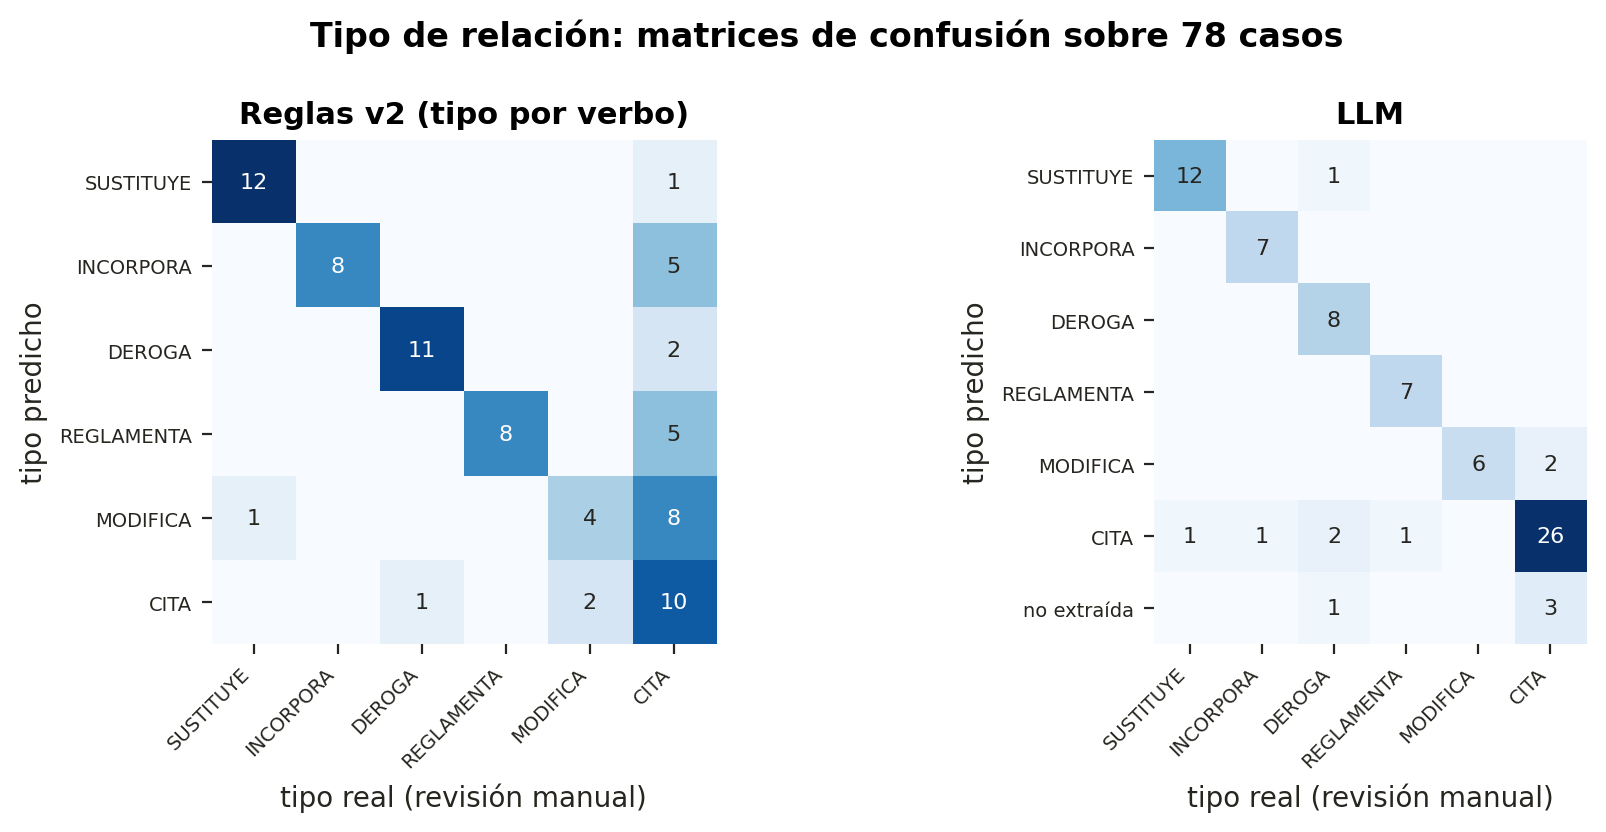 Tipo de relación: matrices de confusión sobre 78 casos
Reglas v2 (tipo por verbo)
tipo predicho
SUSTITUYE 12 1
INCORPORA 8 5
DEROGA 11 2
REGLAMENTA 8 5
MODIFICA 1 4 8
CITA 1 2 10
SUSTITUYE INCORPORA DEROGA REGLAMENTA MODIFICA CITA
tipo real (revisión manual)
LLM
tipo predicho
SUSTITUYE 12 1
INCORPORA 7
DEROGA 8
REGLAMENTA 7
MODIFICA 6 2
CITA 1 1 2 1 26
no extraída 1 3
SUSTITUYE INCORPORA DEROGA REGLAMENTA MODIFICA CITA
tipo real (revisión manual)